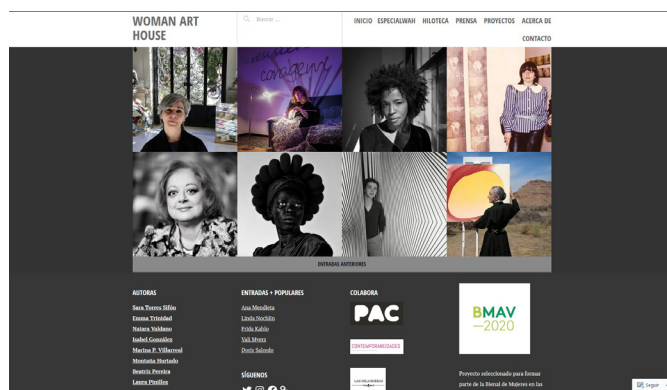 WOMAN ART
HOUSE
Buscar ...
INICIO ESPECIALWAH HILOTECA PRENSA PROYECTOS ACERCA DE
CONTACTO
ENTRADAS ANTERIORES
AUTORAS
Sara Torres Sifón
Emma Trinidad
Naiara Valdano
Isabel González
Marina P. Villarreal
Montaña Hurtado
Beatriz Pereira
Laura Pinillos
ENTRADAS + POPULARES
Ana Mendieta
Linda Nochlin
Frida Kahlo
Vali Myers
Doris Salcedo
SÍGUENOS
COLABORA
PAC
CONTEMPORANEIDADES
BMAV
—2020
Proyecto seleccionado para formar
parte de la Bienal de Mujeres en las
Seguir